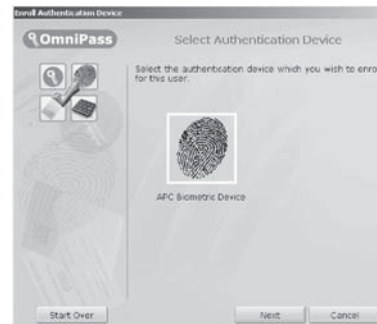 Enroll Authentication Device
OmniPass
Select Authentication Device
Select the authentication device which you wish to enro
for this user.
APC Biometric Device
Start Over
Next
Cancel